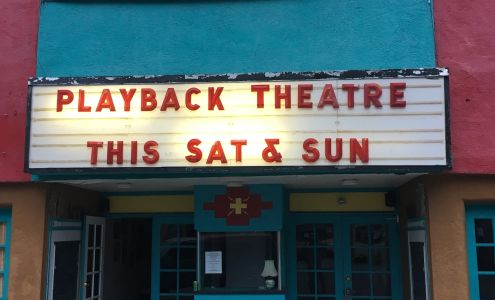 PLAYBACK THEATRE
THIS SAT & SUN